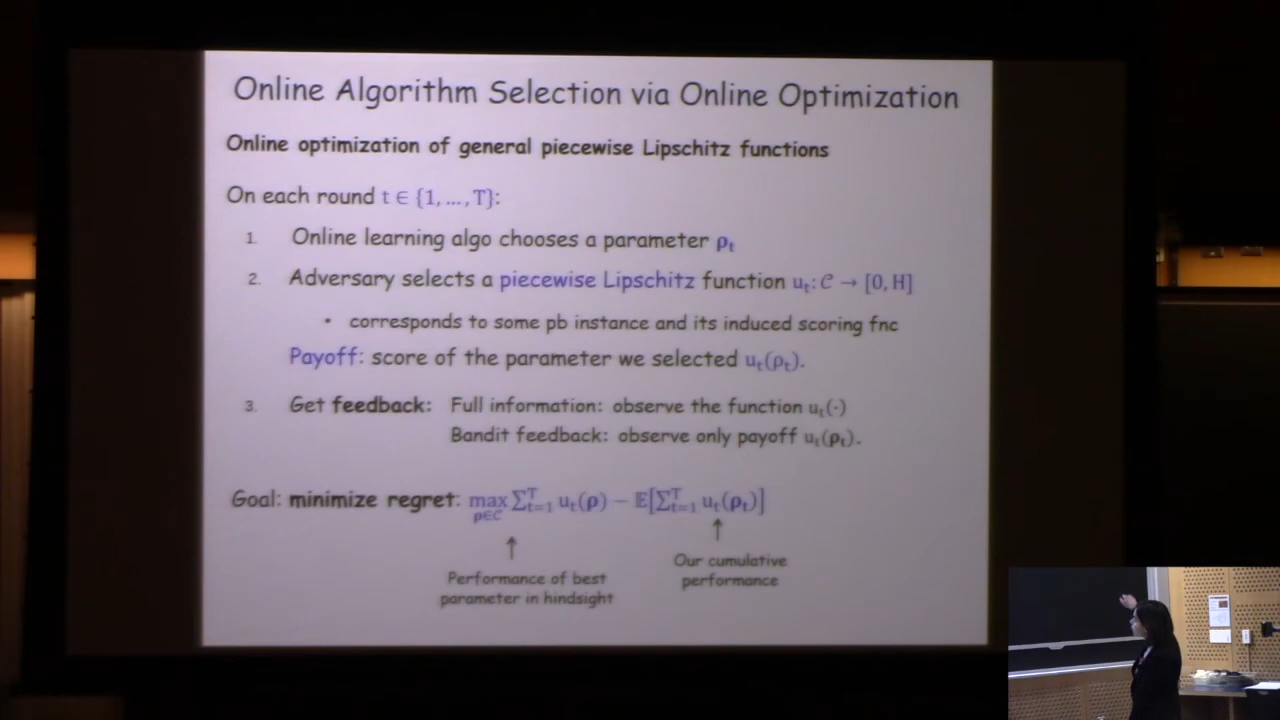 Online Algorithm Selection via Online Optimization
Online optimization of general piecewise Lipschitz functions
On each round t ∈ {1, ..., T}:
1. Online learning algo chooses a parameter ρₜ
2. Adversary selects a piecewise Lipschitz function uₜ: 𝒞 → [0, H]
• corresponds to some pb instance and its induced scoring fnc
Payoff: score of the parameter we selected uₜ(ρₜ).
3. Get feedback: Full information: observe the function uₜ(·)
Bandit feedback: observe only payoff uₜ(ρₜ).
Goal: minimize regret: max_{ρ∈𝒞} Σ_{t=1}^{T} uₜ(ρ) − 𝔼[Σ_{t=1}^{T} uₜ(ρₜ)]
Performance of best
parameter in hindsight
Our cumulative
performance